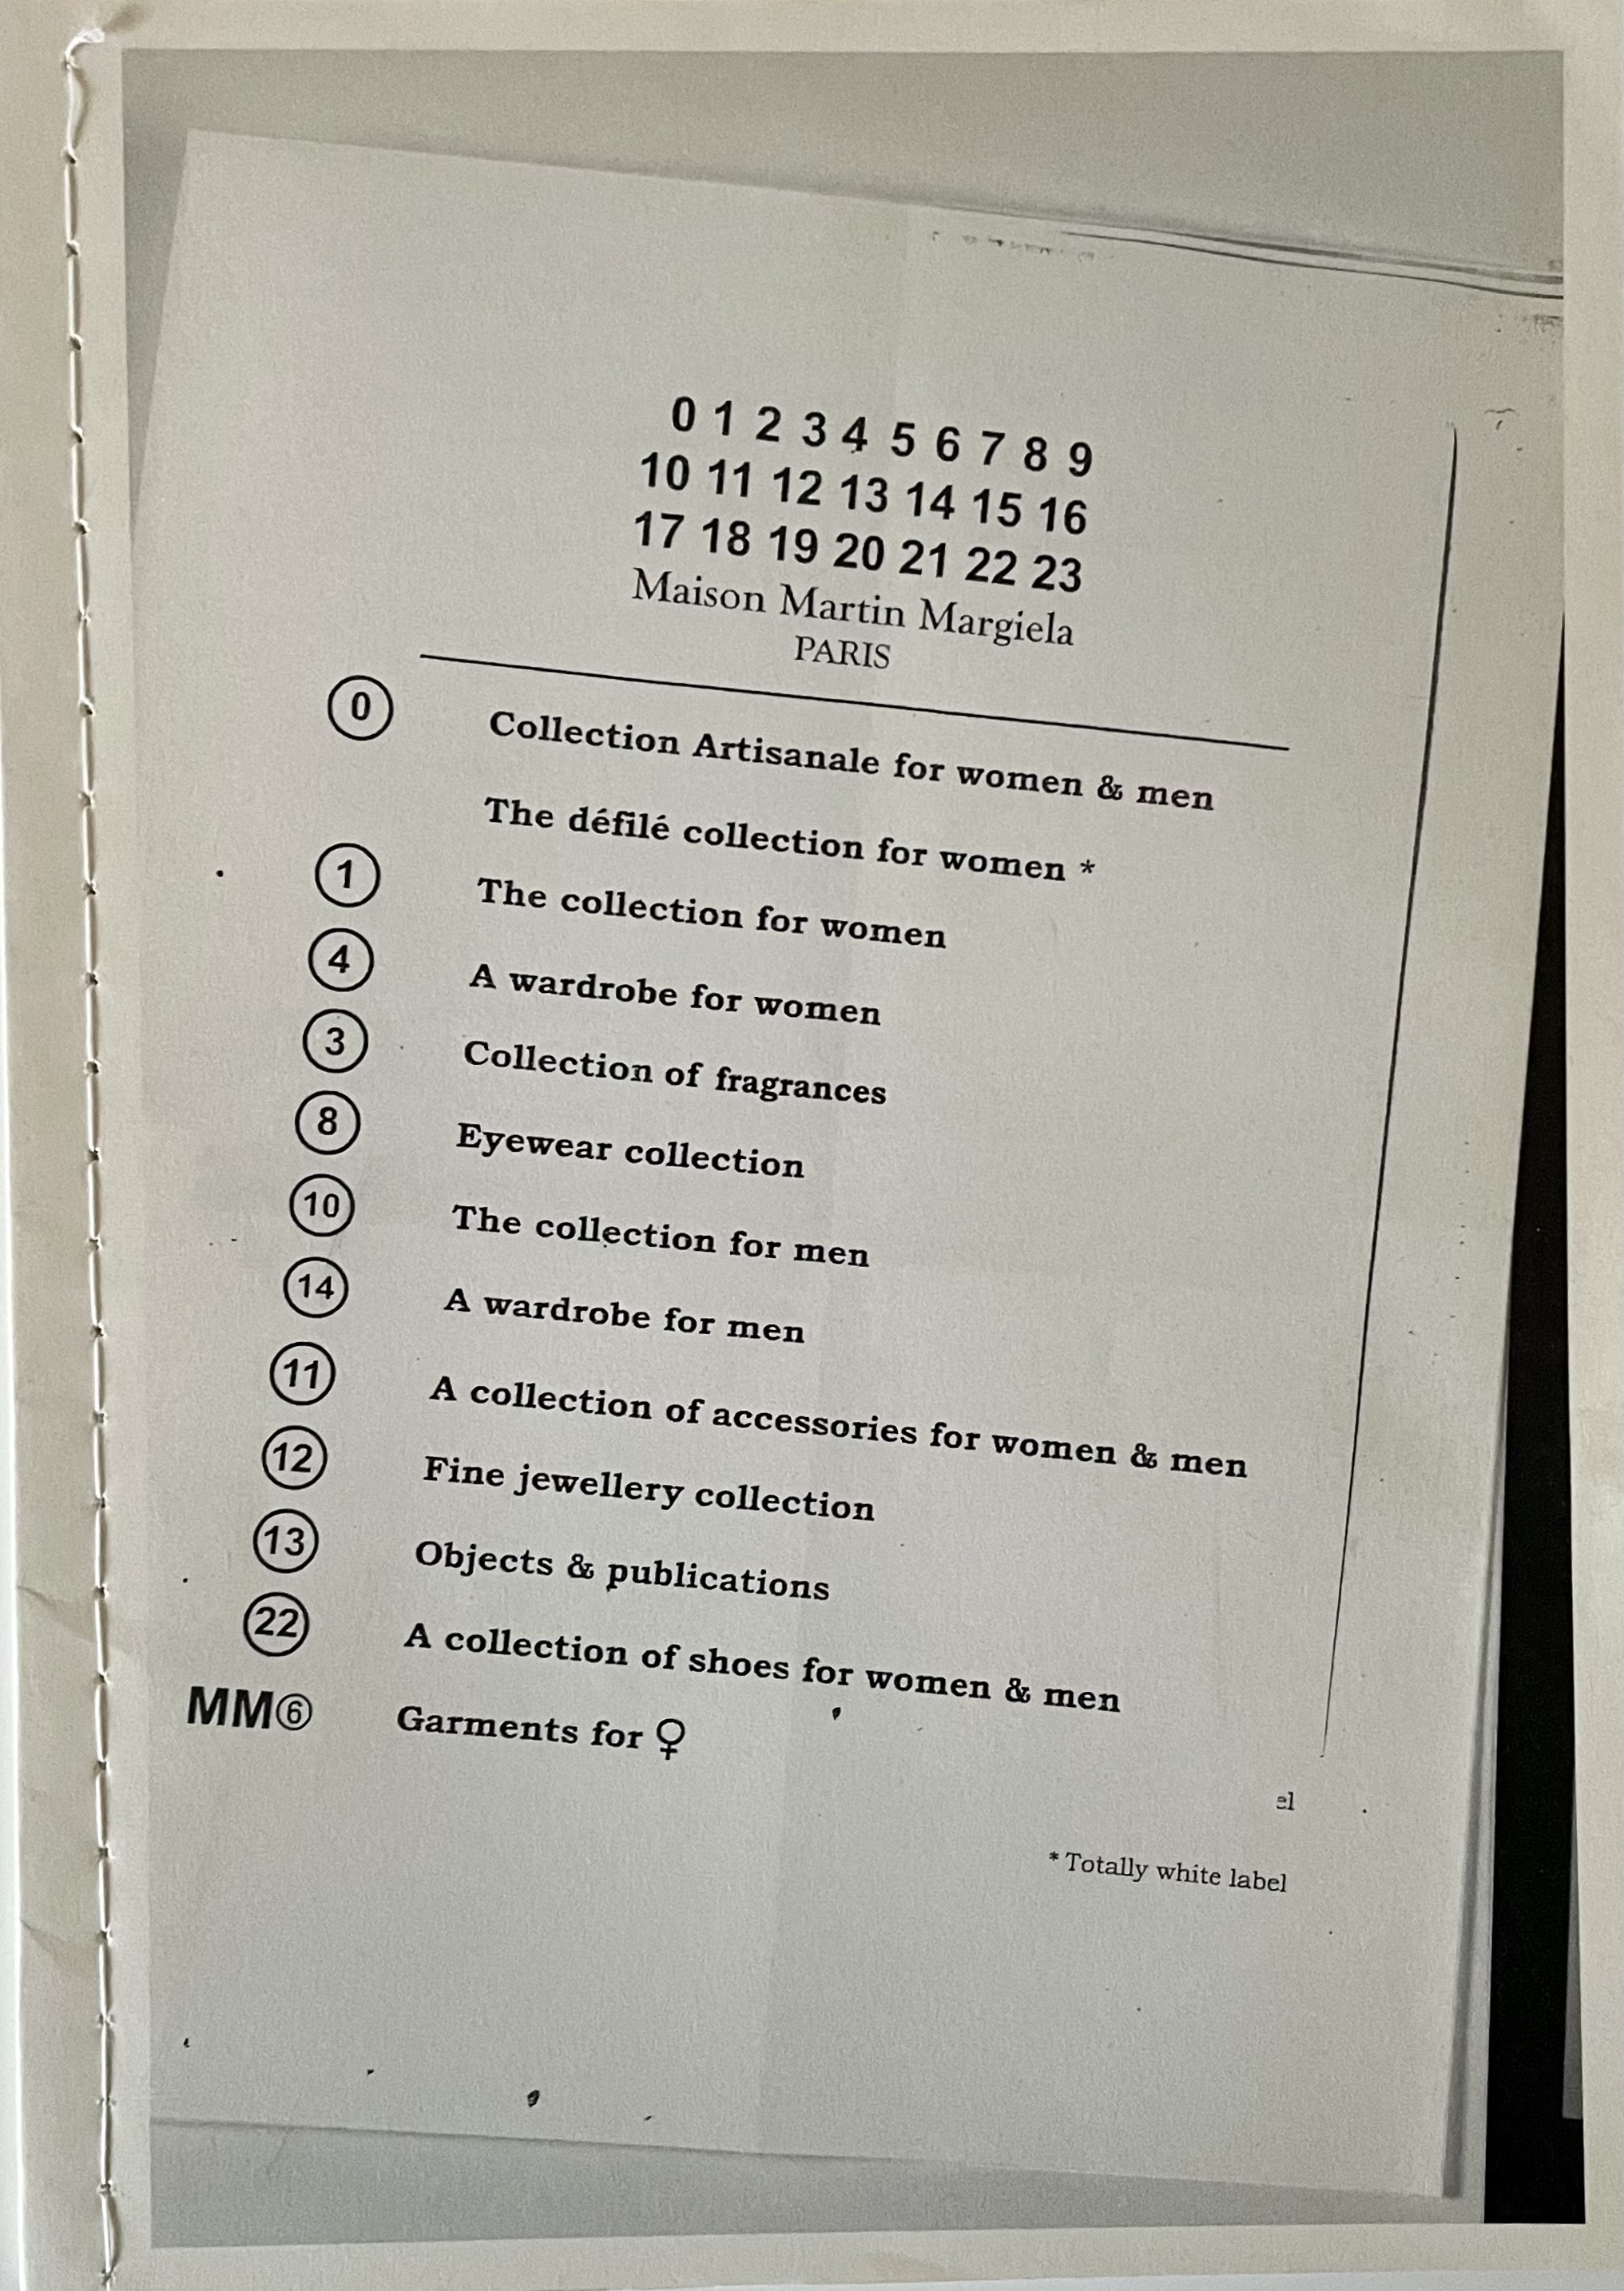 0 1 2 3 4 5 6 7 8 9
10 11 12 13 14 15 16
17 18 19 20 21 22 23
Maison Martin Margiela
PARIS
0 Collection Artisanale for women & men
The défilé collection for women *
1 The collection for women
4 A wardrobe for women
3 Collection of fragrances
8 Eyewear collection
10 The collection for men
14 A wardrobe for men
11 A collection of accessories for women & men
12 Fine jewellery collection
13 Objects & publications
22 A collection of shoes for women & men
MM⑥ Garments for ♀
el
* Totally white label